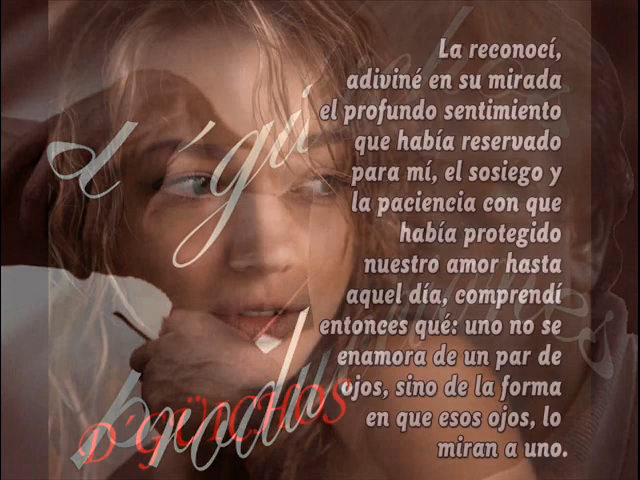 La reconocí,
adiviné en su mirada
el profundo sentimiento
que había reservado
para mí, el sosiego y
la paciencia con que
había protegido
nuestro amor hasta
aquel día, comprendí
entonces qué: uno no se
enamora de un par de
ojos, sino de la forma
en que esos ojos, lo
miran a uno.
D´GÜICHOS